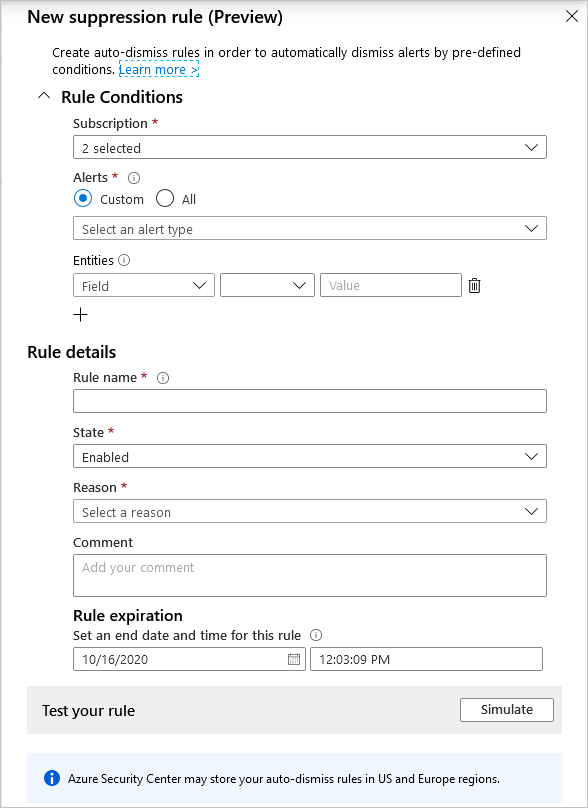 New suppression rule (Preview)
Create auto-dismiss rules in order to automatically dismiss alerts by pre-defined
conditions. Learn more >
Rule Conditions
Subscription *
2 selected
Alerts *
Custom All
Select an alert type
Entities
Field Value
Rule details
Rule name *
State *
Enabled
Reason *
Select a reason
Comment
Add your comment
Rule expiration
Set an end date and time for this rule
10/16/2020 12:03:09 PM
Test your rule Simulate
Azure Security Center may store your auto-dismiss rules in US and Europe regions.